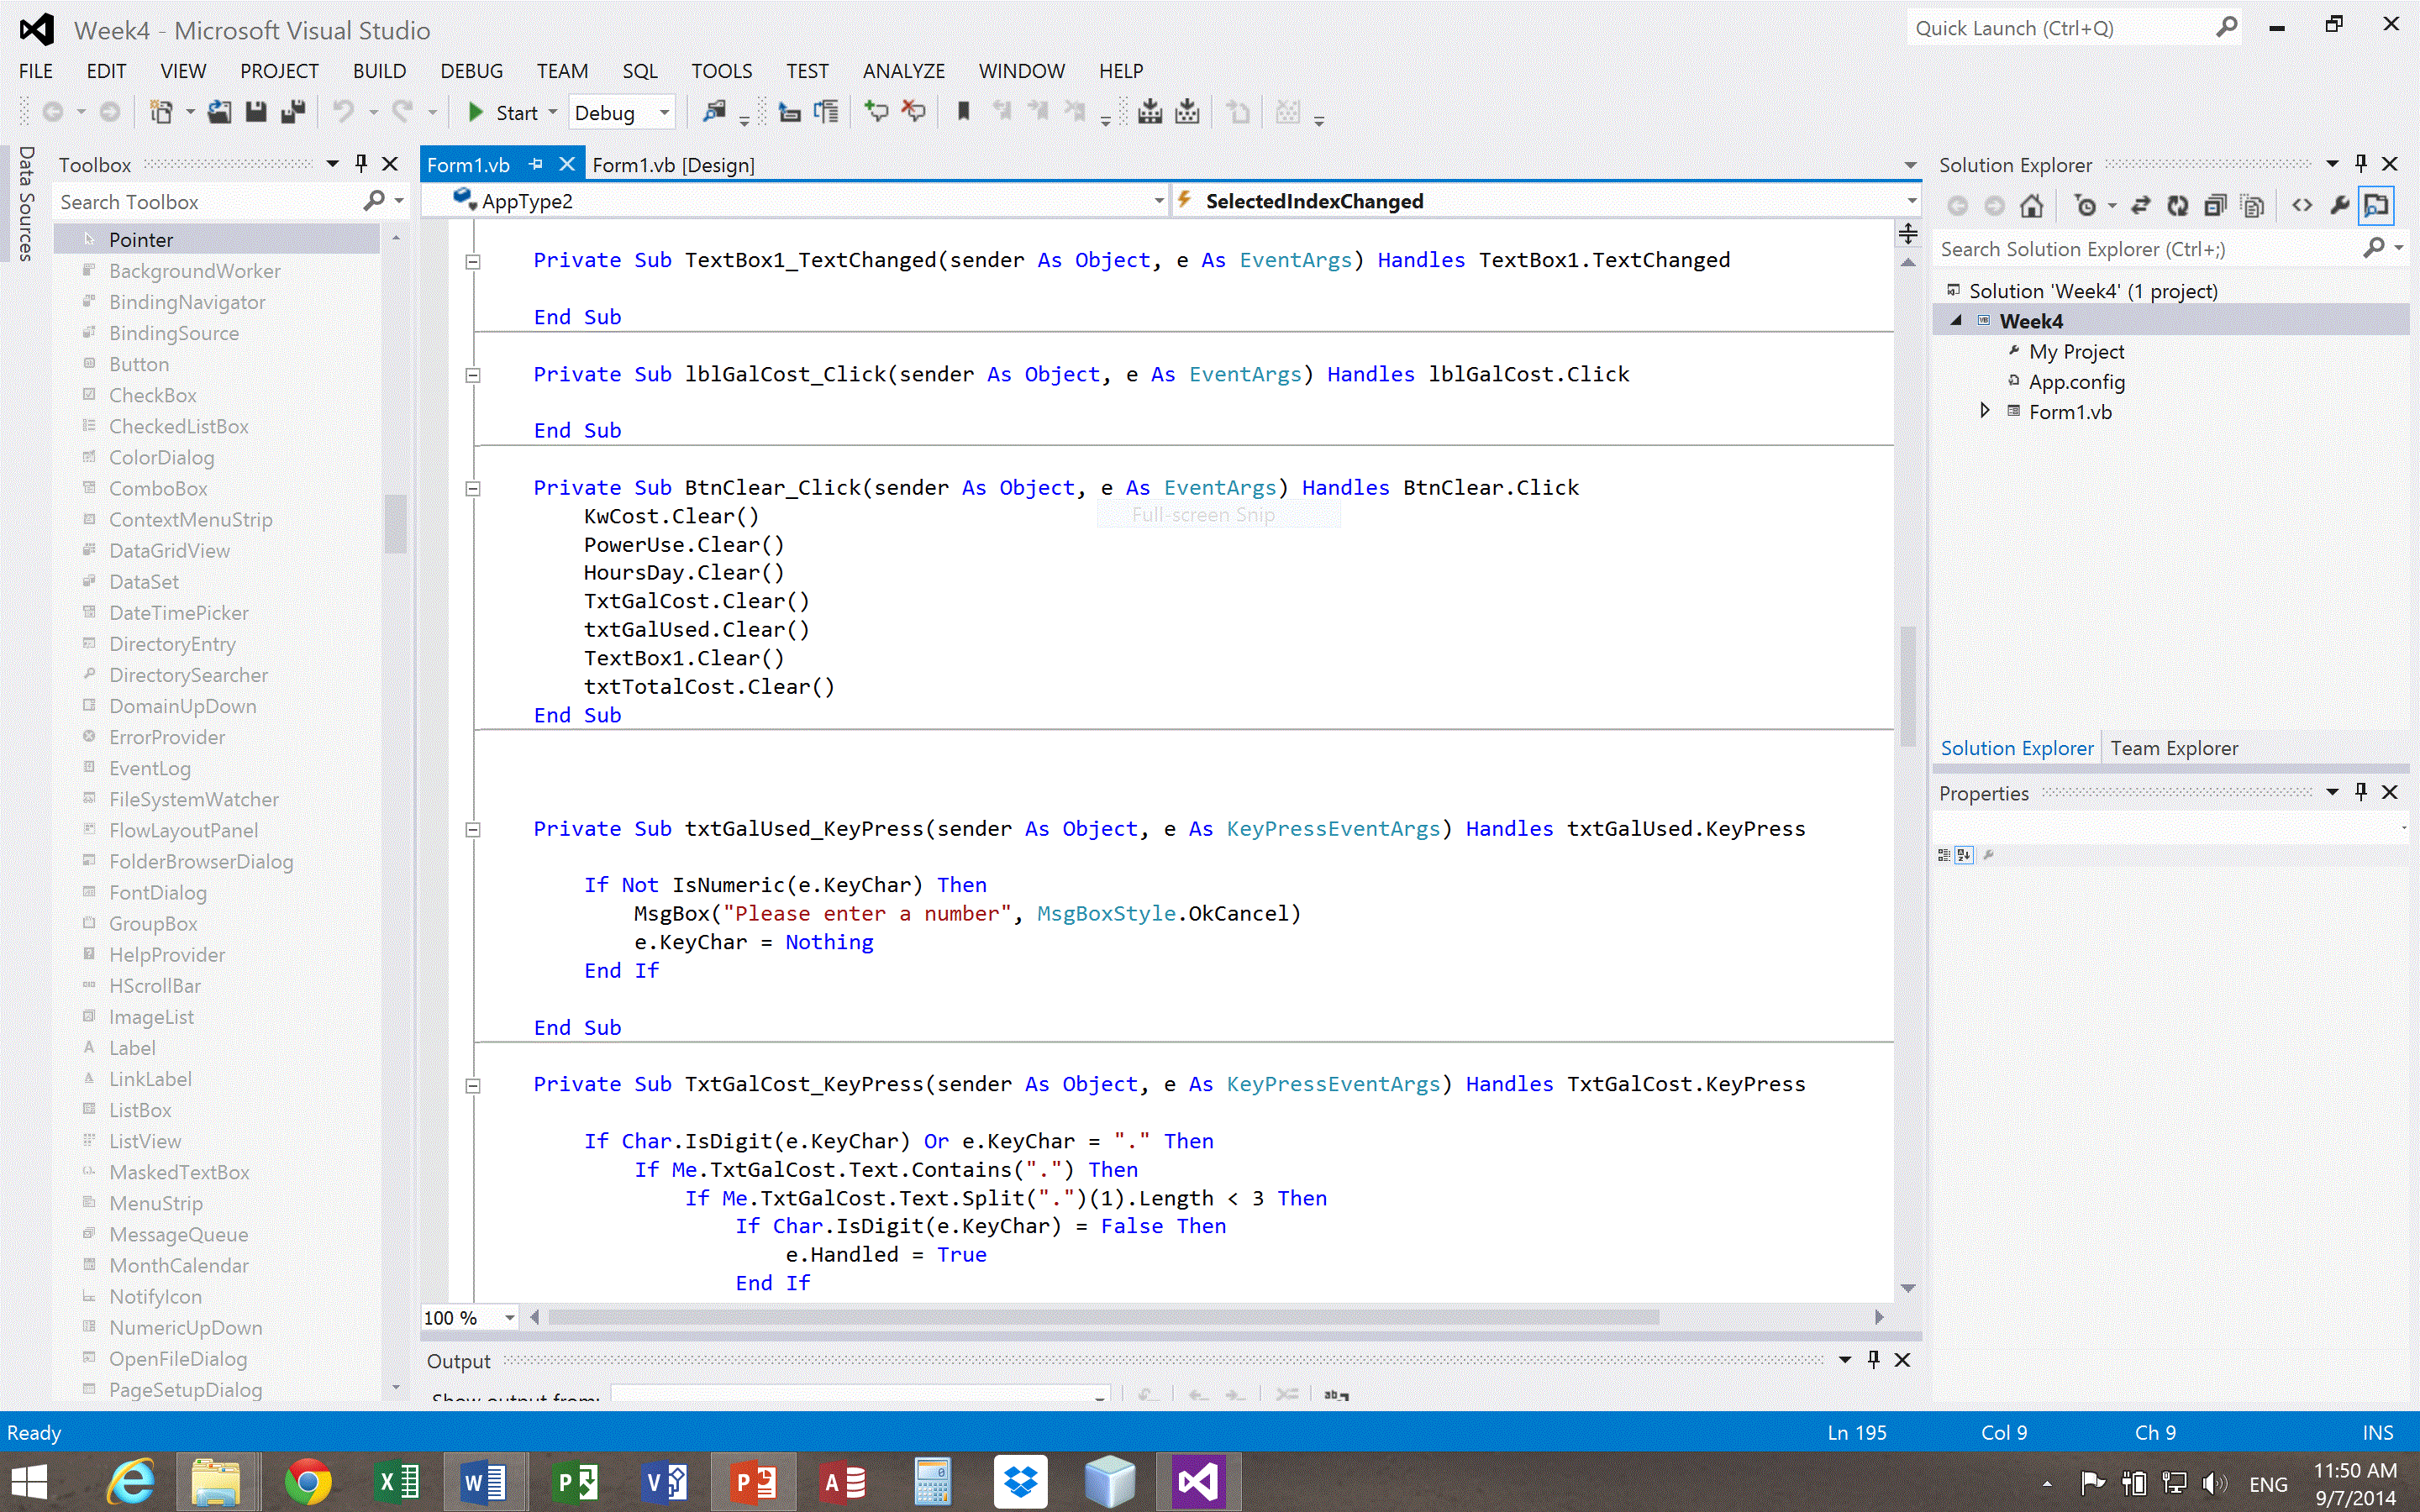 Week4 - Microsoft Visual Studio
Quick Launch (Ctrl+Q)
FILE EDIT VIEW PROJECT BUILD DEBUG TEAM SQL TOOLS TEST ANALYZE WINDOW HELP
Start Debug
Data Sources
Toolbox
Search Toolbox
Pointer
BackgroundWorker
BindingNavigator
BindingSource
Button
CheckBox
CheckedListBox
ColorDialog
ComboBox
ContextMenuStrip
DataGridView
DataSet
DateTimePicker
DirectoryEntry
DirectorySearcher
DomainUpDown
ErrorProvider
EventLog
FileSystemWatcher
FlowLayoutPanel
FolderBrowserDialog
FontDialog
GroupBox
HelpProvider
HScrollBar
ImageList
Label
LinkLabel
ListBox
ListView
MaskedTextBox
MenuStrip
MessageQueue
MonthCalendar
NotifyIcon
NumericUpDown
OpenFileDialog
PageSetupDialog
Form1.vb Form1.vb [Design]
AppType2 SelectedIndexChanged
Private Sub TextBox1_TextChanged(sender As Object, e As EventArgs) Handles TextBox1.TextChanged
End Sub
Private Sub lblGalCost_Click(sender As Object, e As EventArgs) Handles lblGalCost.Click
End Sub
Private Sub BtnClear_Click(sender As Object, e As EventArgs) Handles BtnClear.Click
Full-screen Snip
KwCost.Clear()
PowerUse.Clear()
HoursDay.Clear()
TxtGalCost.Clear()
txtGalUsed.Clear()
TextBox1.Clear()
txtTotalCost.Clear()
End Sub
Private Sub txtGalUsed_KeyPress(sender As Object, e As KeyPressEventArgs) Handles txtGalUsed.KeyPress
If Not IsNumeric(e.KeyChar) Then
MsgBox("Please enter a number", MsgBoxStyle.OkCancel)
e.KeyChar = Nothing
End If
End Sub
Private Sub TxtGalCost_KeyPress(sender As Object, e As KeyPressEventArgs) Handles TxtGalCost.KeyPress
If Char.IsDigit(e.KeyChar) Or e.KeyChar = "." Then
If Me.TxtGalCost.Text.Contains(".") Then
If Me.TxtGalCost.Text.Split(".")(1).Length < 3 Then
If Char.IsDigit(e.KeyChar) = False Then
e.Handled = True
End If
100 %
Output
Show output from:
Solution Explorer
Search Solution Explorer (Ctrl+;)
Solution 'Week4' (1 project)
Week4
My Project
App.config
Form1.vb
Solution Explorer Team Explorer
Properties
Ready Ln 195 Col 9 Ch 9 INS
ENG
11:50 AM
9/7/2014